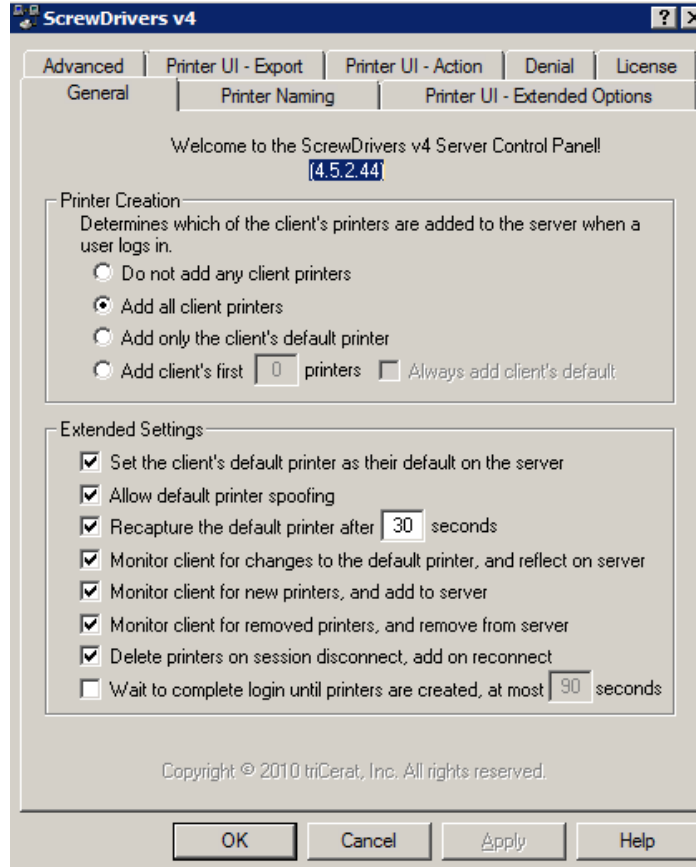 ScrewDrivers v4
Advanced
Printer UI - Export
Printer UI - Action
Denial
License
General
Printer Naming
Printer UI - Extended Options
Welcome to the ScrewDrivers v4 Server Control Panel!
(4.5.2.44)
Printer Creation
Determines which of the client's printers are added to the server when a
user logs in.
Do not add any client printers
Add all client printers
Add only the client's default printer
Add client's first 0 printers Always add client's default
Extended Settings
Set the client's default printer as their default on the server
Allow default printer spoofing
Recapture the default printer after 30 seconds
Monitor client for changes to the default printer, and reflect on server
Monitor client for new printers, and add to server
Monitor client for removed printers, and remove from server
Delete printers on session disconnect, add on reconnect
Wait to complete login until printers are created, at most 90 seconds
Copyright © 2010 triCerat, Inc. All rights reserved.
OK
Cancel
Apply
Help